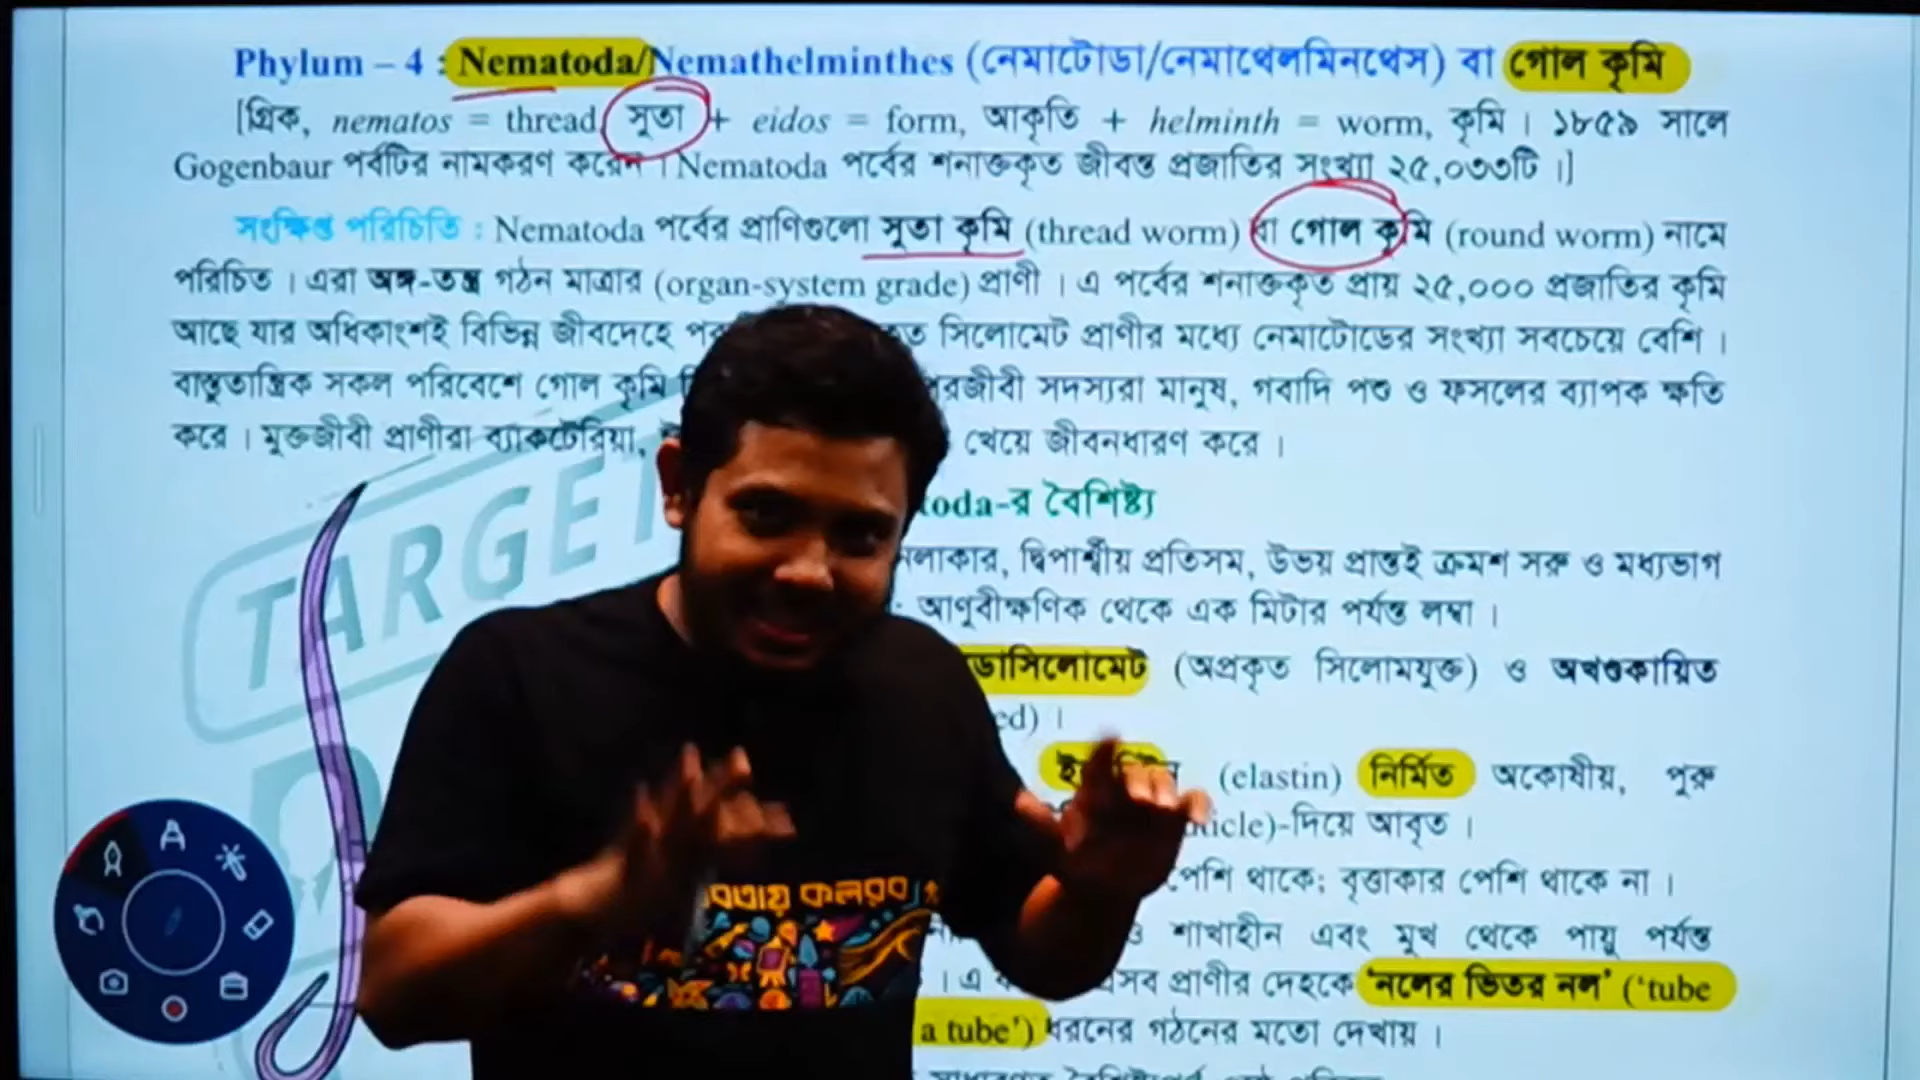 Phylum – 4 : Nematoda/Nemathelminthes (নেমাটোডা/নেমাথেলমিনথেস) বা গোল কৃমি
[গ্রিক, nematos = thread, সুতা + eidos = form, আকৃতি + helminth = worm, কৃমি । ১৮৫৯ সালে
Gogenbaur পর্বটির নামকরণ করেন । Nematoda পর্বের শনাক্তকৃত জীবন্ত প্রজাতির সংখ্যা ২৫,০৩৩টি ।]
সংক্ষিপ্ত পরিচিতি : Nematoda পর্বের প্রাণিগুলো সুতা কৃমি (thread worm) বা গোল কৃমি (round worm) নামে
পরিচিত । এরা অঙ্গ-তন্ত্র গঠন মাত্রার (organ-system grade) প্রাণী । এ পর্বের শনাক্তকৃত প্রায় ২৫,০০০ প্রজাতির কৃমি
আছে যার অধিকাংশই বিভিন্ন জীবদেহে সিলোমেট প্রাণীর মধ্যে নেমাটোডের সংখ্যা সবচেয়ে বেশি ।
বাস্তুতান্ত্রিক সকল পরিবেশে গোল কৃমি পরজীবী সদস্যরা মানুষ, গবাদি পশু ও ফসলের ব্যাপক ক্ষতি
করে । মুক্তজীবী প্রাণীরা ব্যাকটেরিয়া, খেয়ে জীবনধারণ করে ।
toda-র বৈশিষ্ট্য
নলাকার, দ্বিপার্শ্বীয় প্রতিসম, উভয় প্রান্তই ক্রমশ সরু ও মধ্যভাগ
আণুবীক্ষণিক থেকে এক মিটার পর্যন্ত লম্বা ।
ডোসিলোমেট (অপ্রকৃত সিলোমযুক্ত) ও অখণ্ডকায়িত
ed) ।
(elastin) নির্মিত অকোষীয়, পুরু
icle)-দিয়ে আবৃত ।
পেশি থাকে; বৃত্তাকার পেশি থাকে না ।
ও শাখাহীন এবং মুখ থেকে পায়ু পর্যন্ত
। এ এসব প্রাণীর দেহকে ‘নলের ভিতর নল’ (‘tube
a tube’) ধরনের গঠনের মতো দেখায় ।
TARGET
কলরব